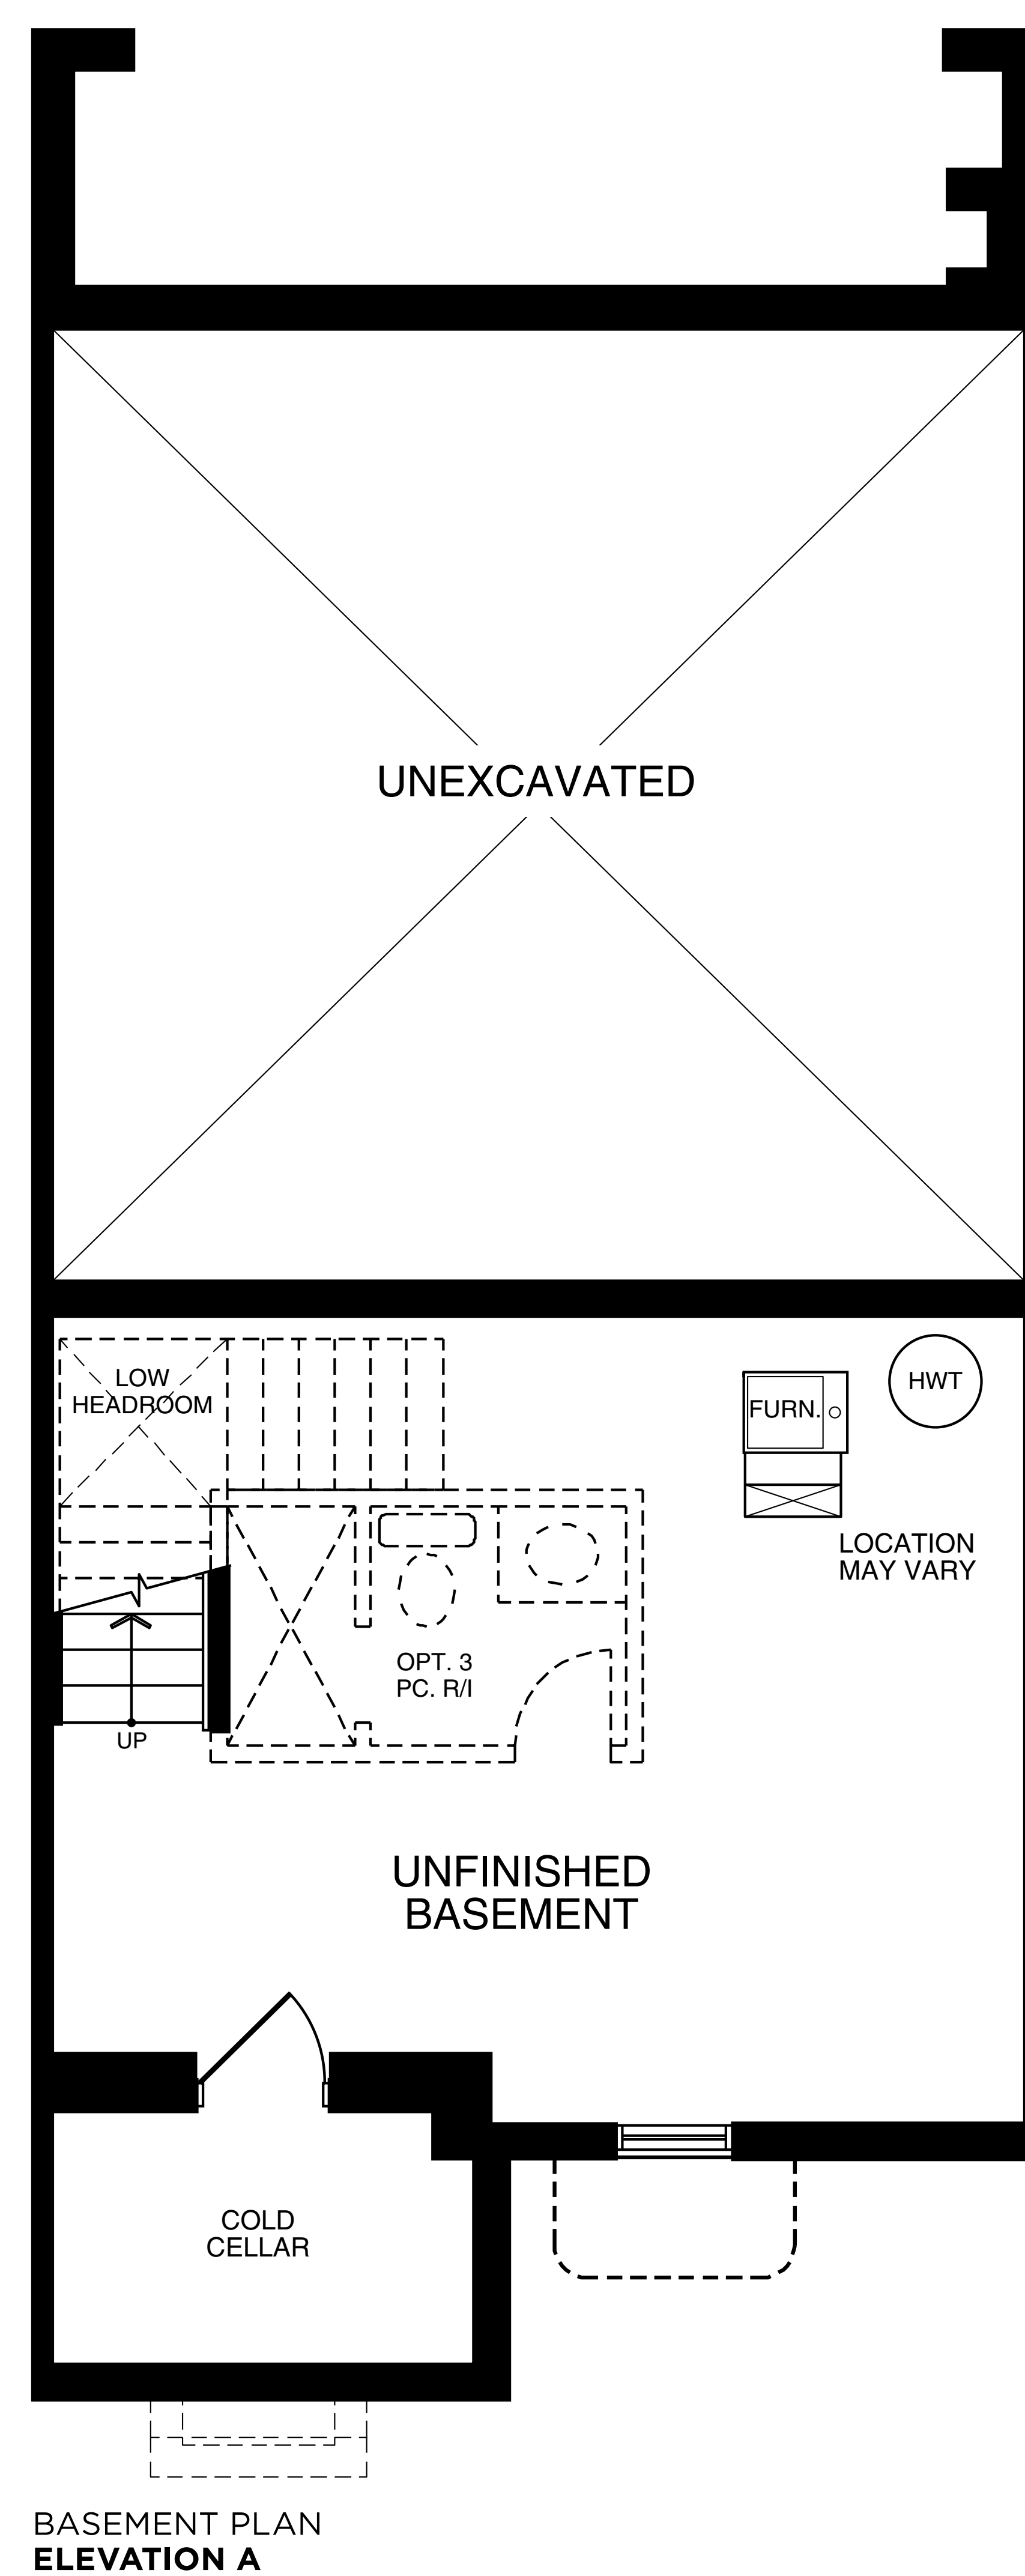 UNEXCAVATED
LOW
HEADROOM
FURN.
HWT
LOCATION
MAY VARY
OPT. 3
PC. R/I
UP
UNFINISHED
BASEMENT
COLD
CELLAR
BASEMENT PLAN
ELEVATION A